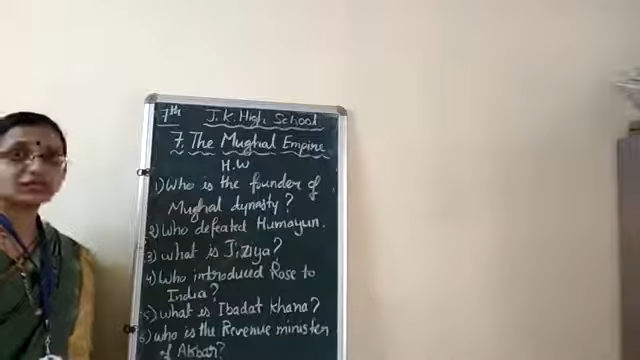 7th J.K. High School
7. The Mughal Empire
H.W
1) Who is the founder of
Mughal dynasty?
2) Who defeated Humayun.
3) what is Jiziya?
4) Who introduced Rose to
India?
5) what is Ibadat khana?
6) who is the Revenue minister
of Akbar?